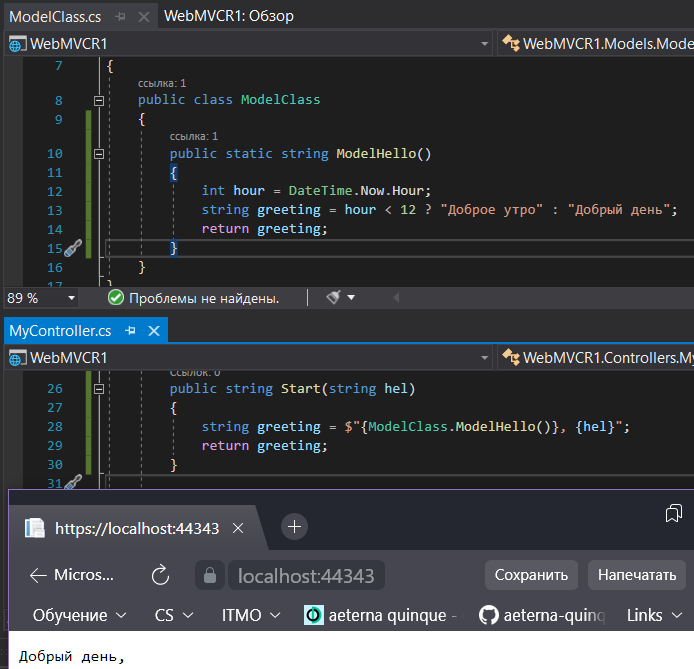 ModelClass.cs WebMVCR1: Обзор
WebMVCR1 WebMVCR1.Models.Mode
7 {
ссылка: 1
8 public class ModelClass
9 {
ссылка: 1
10 public static string ModelHello()
11 {
12 int hour = DateTime.Now.Hour;
13 string greeting = hour < 12 ? "Доброе утро" : "Добрый день";
14 return greeting;
15 }
16 }
17 }
89 % Проблемы не найдены.
MyController.cs
WebMVCR1 WebMVCR1.Controllers.My
Ссылок: 0
26 public string Start(string hel)
27 {
28 string greeting = $"{ModelClass.ModelHello()}, {hel}";
29 return greeting;
30 }
31
https://localhost:44343
Micros... localhost:44343 Сохранить Напечатать
Обучение CS ITMO aeterna quinque - aeterna-quinq Links
Добрый день,